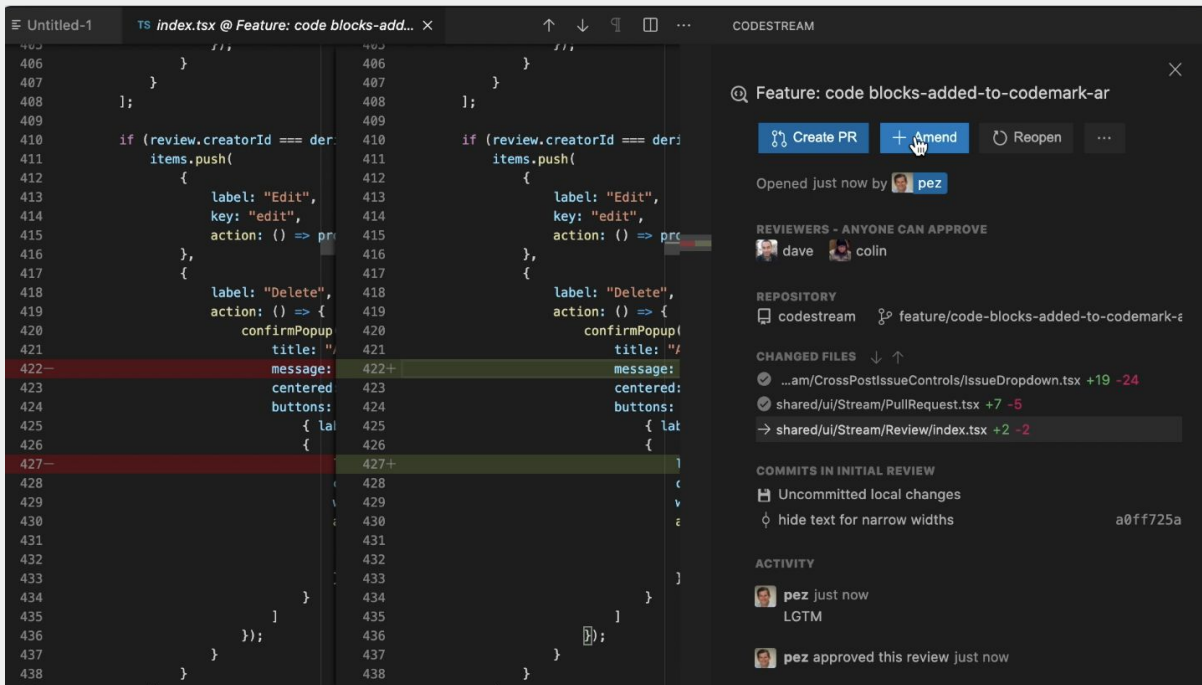 Untitled-1
TS index.tsx @ Feature: code blocks-add...
CODESTREAM
405 });
406 }
407 }
408 ];
409
410 if (review.creatorId === deri
411 items.push(
412 {
413 label: "Edit",
414 key: "edit",
415 action: () => pro
416 },
417 {
418 label: "Delete",
419 action: () => {
420 confirmPopup
421 title: "A
422— message:
423 centered
424 buttons:
425 { lab
426 {
427—
428
429
430
431
432
433
434 }
435 ]
436 });
437 }
438 }
405 });
406 }
407 }
408 ];
409
410 if (review.creatorId === deri
411 items.push(
412 {
413 label: "Edit",
414 key: "edit",
415 action: () => pro
416 },
417 {
418 label: "Delete",
419 action: () => {
420 confirmPopup(
421 title: "A
422+ message:
423 centered:
424 buttons:
425 { lab
426 {
427+
428
429
430
431
432
433
434 }
435 ]
436 });
437 }
438 }
Feature: code blocks-added-to-codemark-ar
Create PR + Amend Reopen ...
Opened just now by pez
REVIEWERS - ANYONE CAN APPROVE
dave colin
REPOSITORY
codestream feature/code-blocks-added-to-codemark-a
CHANGED FILES ↓ ↑
...am/CrossPostIssueControls/IssueDropdown.tsx +19 -24
shared/ui/Stream/PullRequest.tsx +7 -5
→ shared/ui/Stream/Review/index.tsx +2 -2
COMMITS IN INITIAL REVIEW
Uncommitted local changes
hide text for narrow widths a0ff725a
ACTIVITY
pez just now
LGTM
pez approved this review just now